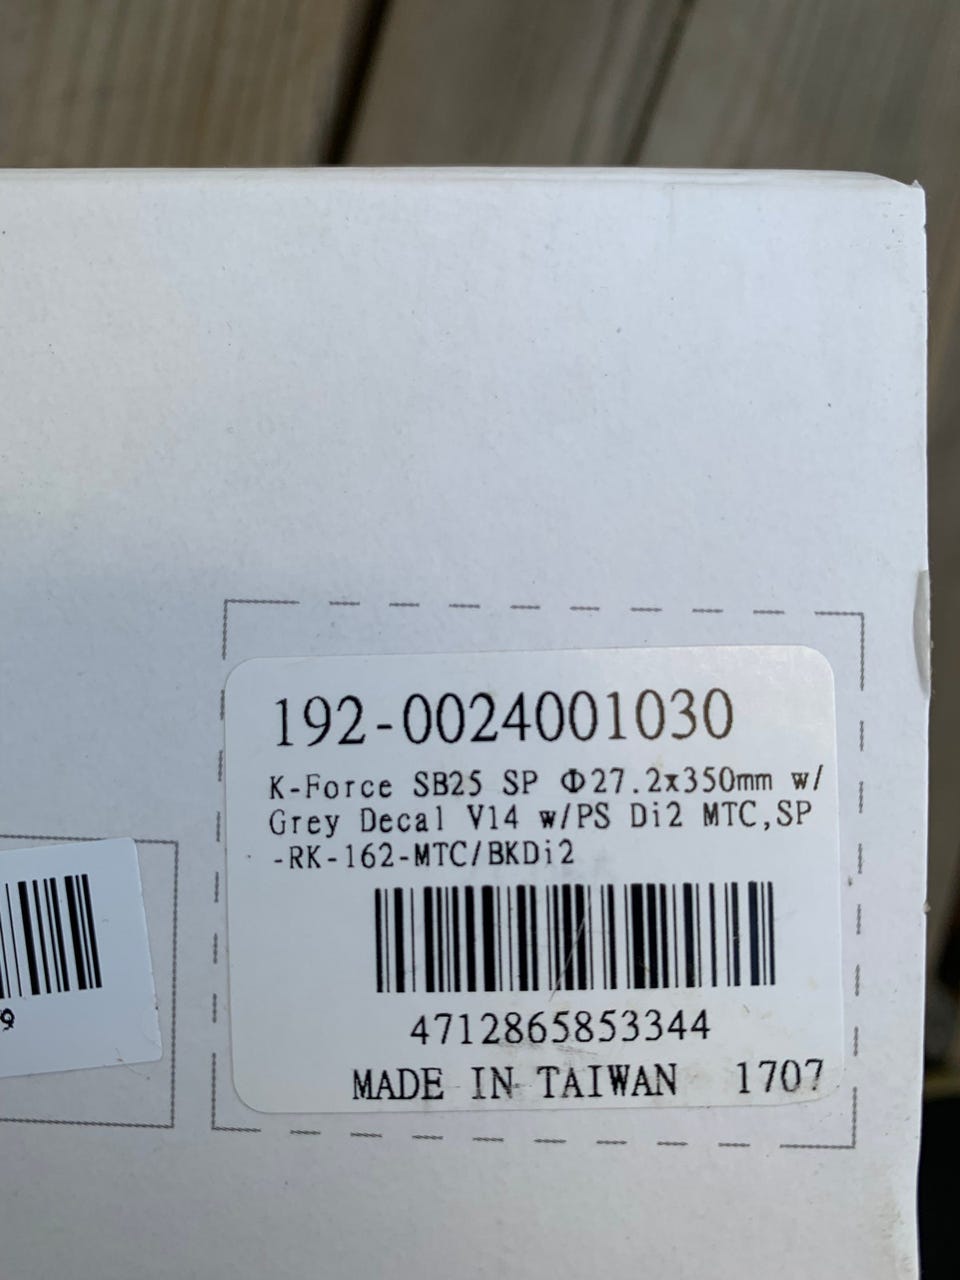 192-0024001030
K-Force SB25 SP Φ27.2x350mm w/
Grey Decal V14 w/PS Di2 MTC,SP
-RK-162-MTC/BKDi2
4712865853344
MADE IN TAIWAN 1707
9